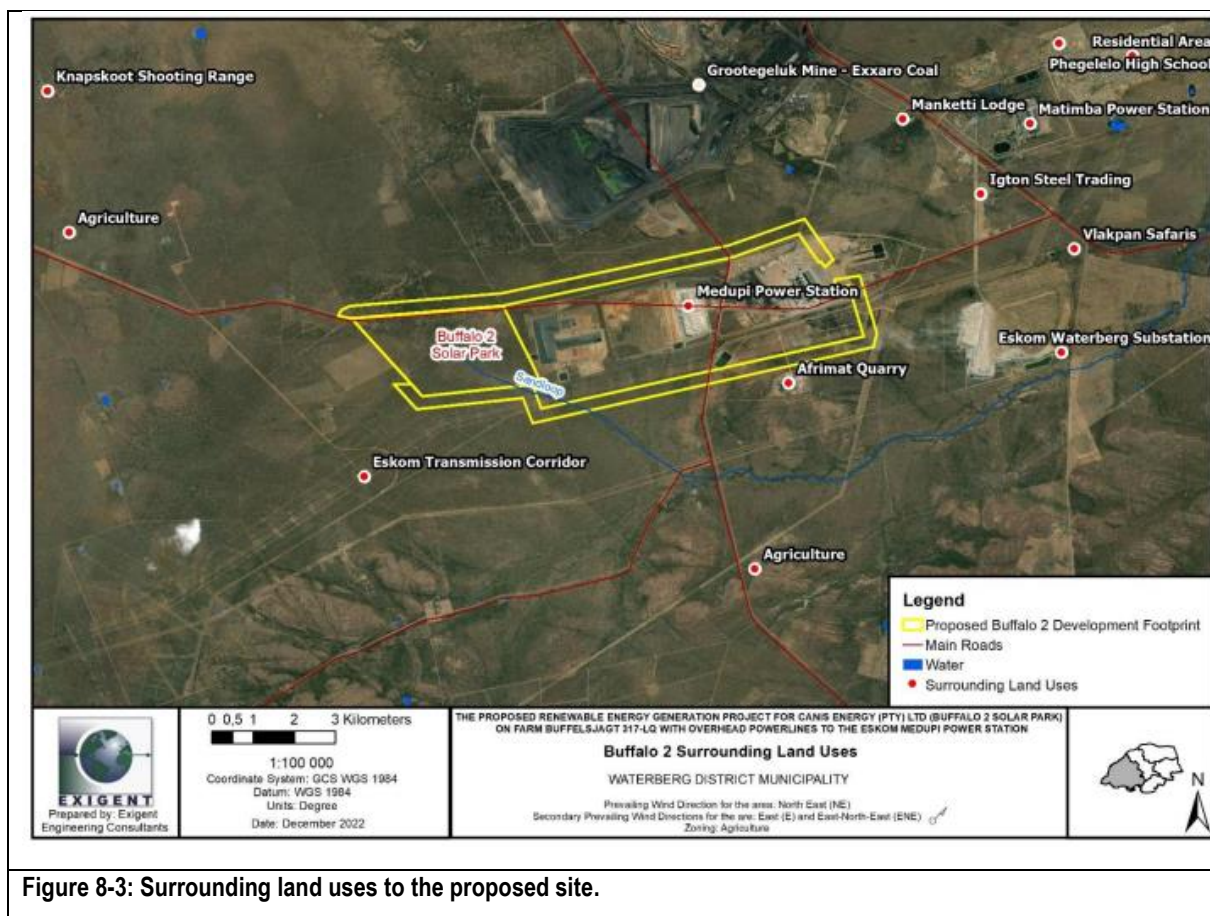 Residential Area
Knapskoot Shooting Range
Grootegeluk Mine - Exxaro Coal
Phegelelo High School
Manketti Lodge
Matimba Power Station
Igton Steel Trading
Agriculture
Vlakpan Safaris
Medupi Power Station
Buffalo 2
Solar Park
Eskom Waterberg Substation
Sandloop
Afrimat Quarry
Eskom Transmission Corridor
Agriculture
Legend
Proposed Buffalo 2 Development Footprint
Main Roads
Water
Surrounding Land Uses
EXIGENT
Prepared by: Exigent
Engineering Consultants
0 0,5 1 2 3 Kilometers
1:100 000
Coordinate System: GCS WGS 1984
Datum: WGS 1984
Units: Degree
Date: December 2022
THE PROPOSED RENEWABLE ENERGY GENERATION PROJECT FOR CANIS ENERGY (PTY) LTD (BUFFALO 2 SOLAR PARK)
ON FARM BUFFELSJAGT 317-LQ WITH OVERHEAD POWERLINES TO THE ESKOM MEDUPI POWER STATION
Buffalo 2 Surrounding Land Uses
WATERBERG DISTRICT MUNICIPALITY
Prevailing Wind Direction for the area: North East (NE)
Secondary Prevailing Wind Directions for the are: East (E) and East-North-East (ENE)
Zoning: Agriculture
N
Figure 8-3: Surrounding land uses to the proposed site.